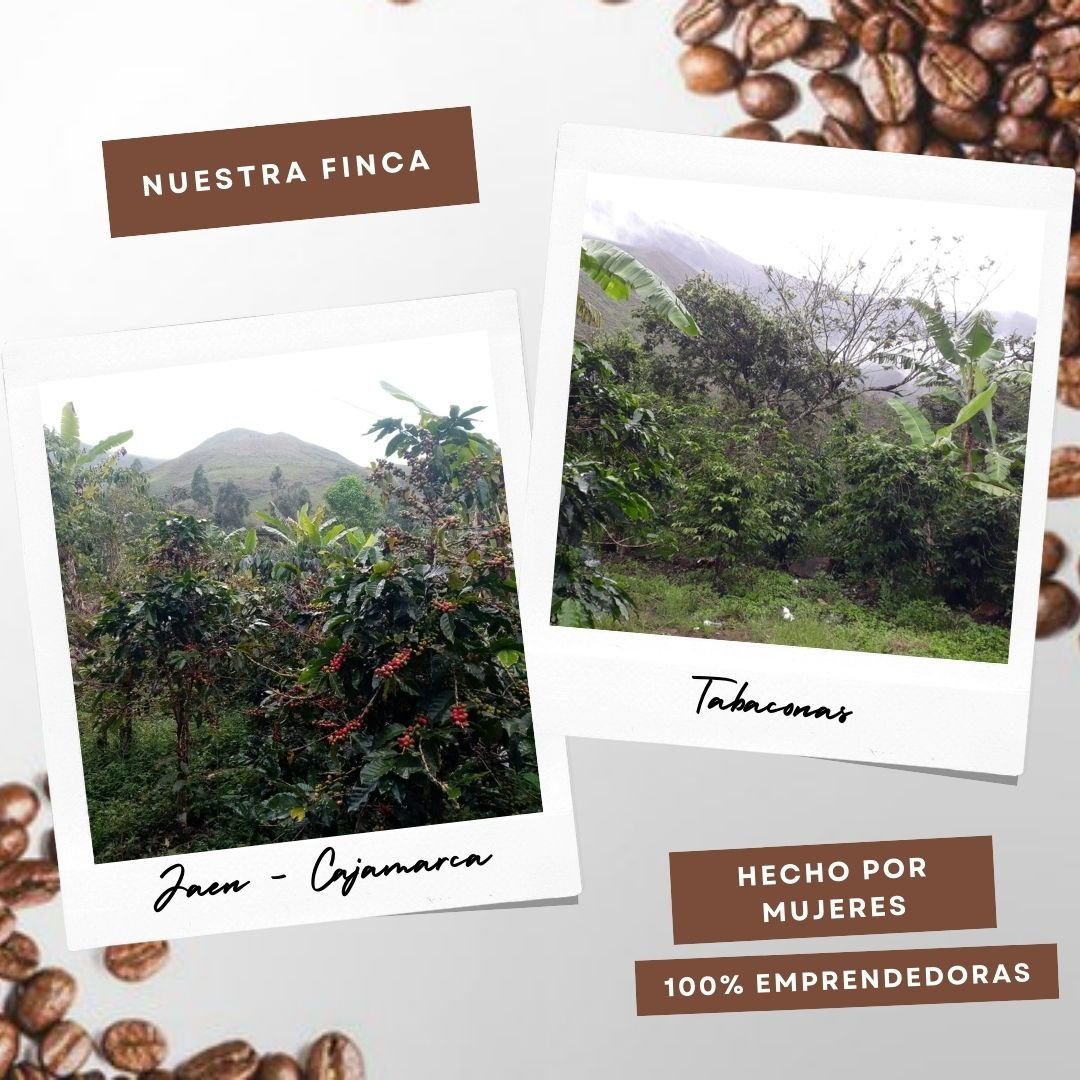 NUESTRA FINCA
Tabaconas
Jaen - Cajamarca
HECHO POR
MUJERES
100% EMPRENDEDORAS